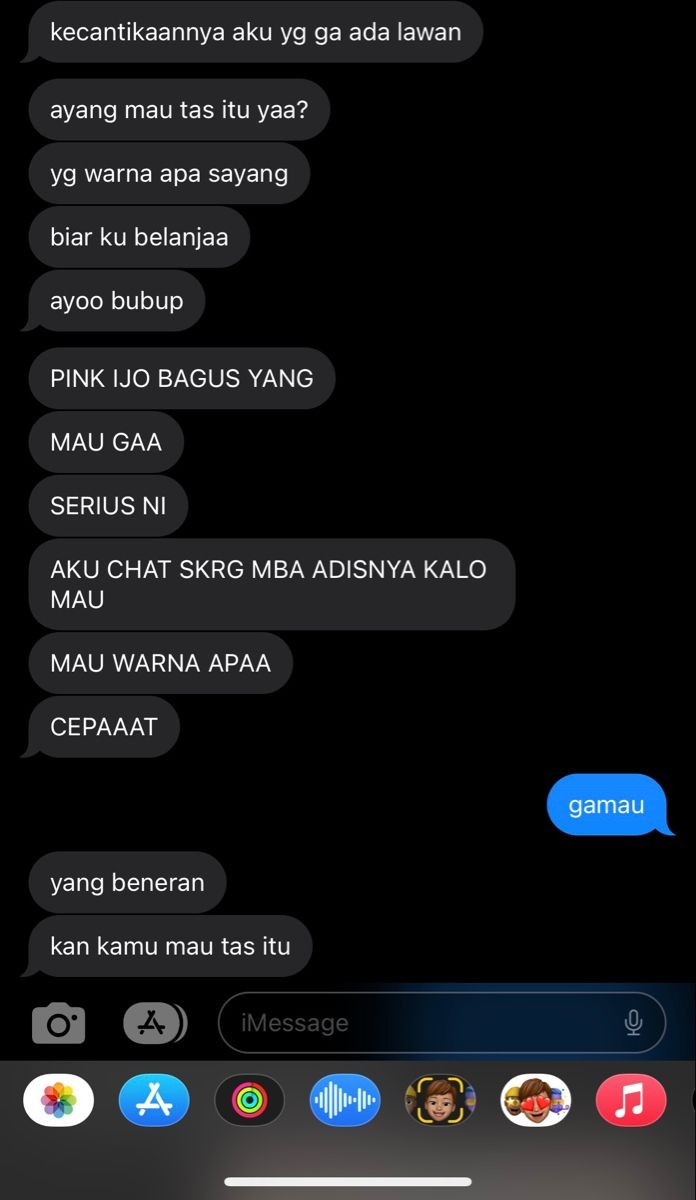 kecantikaannya aku yg ga ada lawan
ayang mau tas itu yaa?
yg warna apa sayang
biar ku belanjaa
ayoo bubup
PINK IJO BAGUS YANG
MAU GAA
SERIUS NI
AKU CHAT SKRG MBA ADISNYA KALO
MAU
MAU WARNA APAA
CEPAAAT
gamau
yang beneran
kan kamu mau tas itu
iMessage